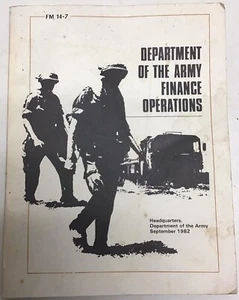 FM 14-7
DEPARTMENT
OF THE ARMY
FINANCE
OPERATIONS
Headquarters,
Department of the Army
September 1982